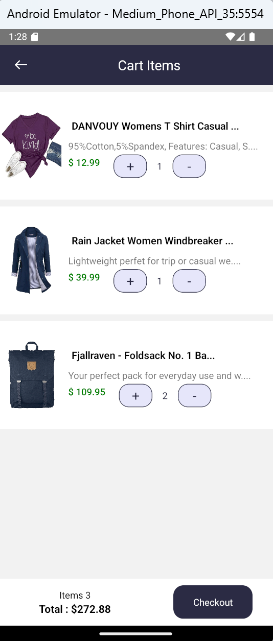 Android Emulator - Medium_Phone_API_35:5554
1:28
Cart Items
be
kind
DANVOUY Womens T Shirt Casual ...
95%Cotton,5%Spandex, Features: Casual, S....
$ 12.99 + 1 -
Rain Jacket Women Windbreaker ...
Lightweight perfet for trip or casual we....
$ 39.99 + 1 -
Fjallraven - Foldsack No. 1 Ba...
Your perfect pack for everyday use and w....
$ 109.95 + 2 -
Items 3
Total : $272.88
Checkout